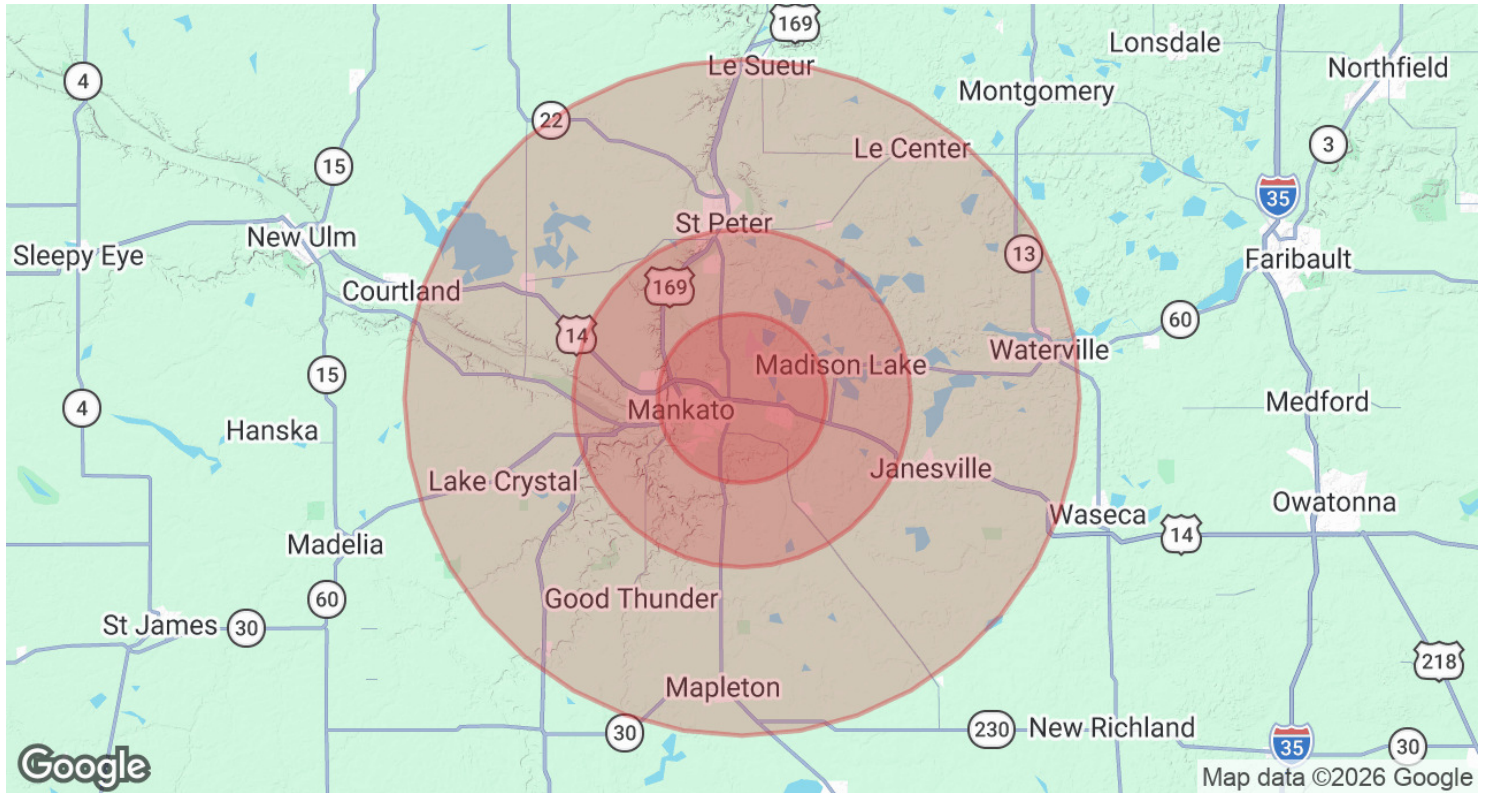 169
Lonsdale
Le Sueur
Northfield
4
Montgomery
22
3
Le Center
15
35
St Peter
New Ulm
13
Sleepy Eye
Faribault
169
Courtland
60
14
Waterville
Madison Lake
15
4
Mankato
Medford
Hanska
Janesville
Lake Crystal
Owatonna
Waseca
14
Madelia
60
Good Thunder
St James
30
218
Mapleton
30
230
New Richland
35
30
Google
Map data ©2026 Google